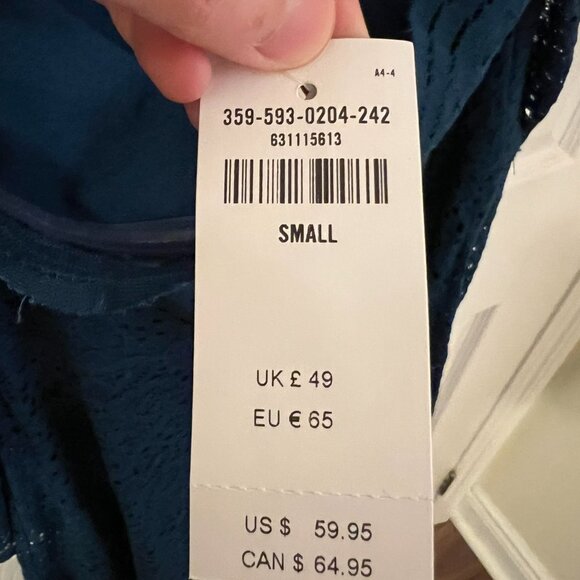 A4-4
359-593-0204-242
631115613
SMALL
UK £ 49
EU € 65
US $ 59.95
CAN $ 64.95